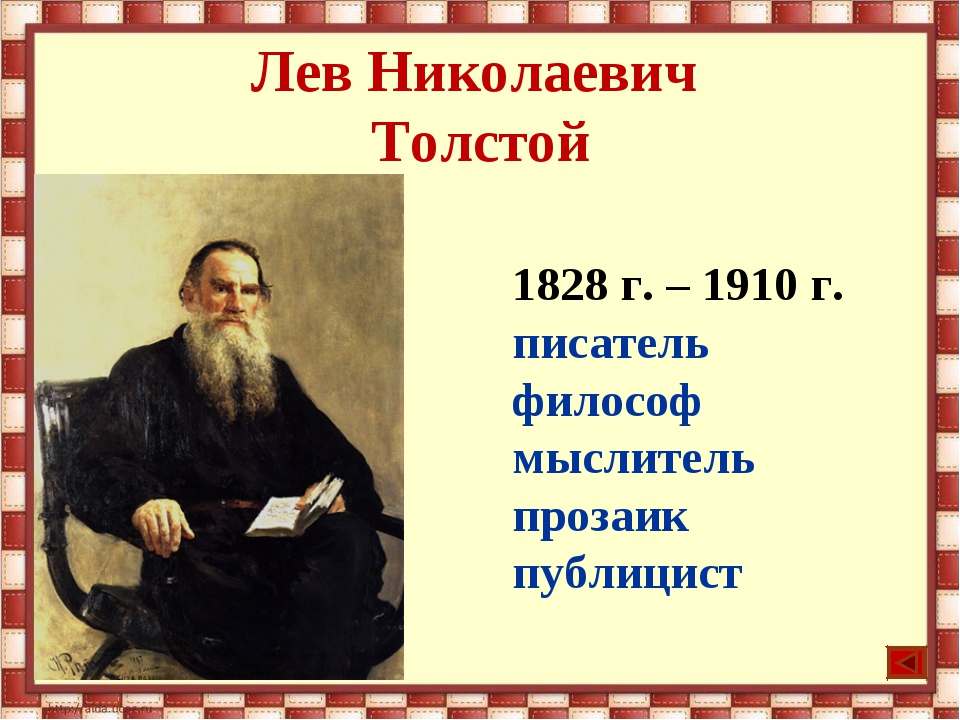 Лев Николаевич
Толстой
1828 г. – 1910 г.
писатель
философ
мыслитель
прозаик
публицист